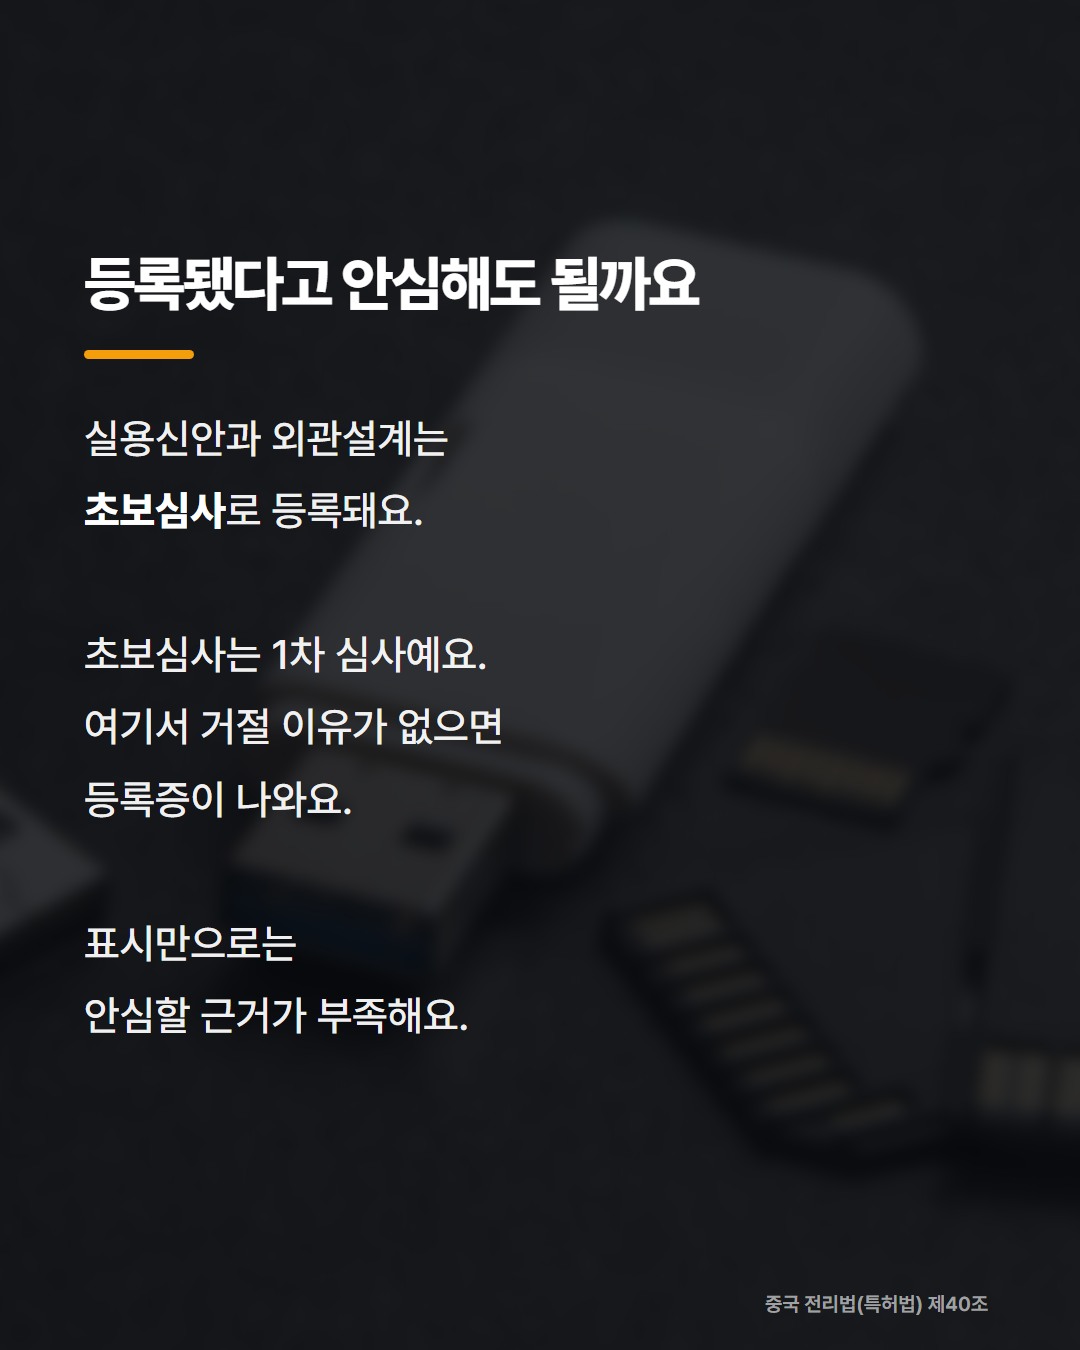 등록됐다고 안심해도 될까요
실용신안과 외관설계는
초보심사로 등록돼요.
초보심사는 1차 심사예요.
여기서 거절 이유가 없으면
등록증이 나와요.
표시만으로는
안심할 근거가 부족해요.
중국 전리법(특허법) 제40조